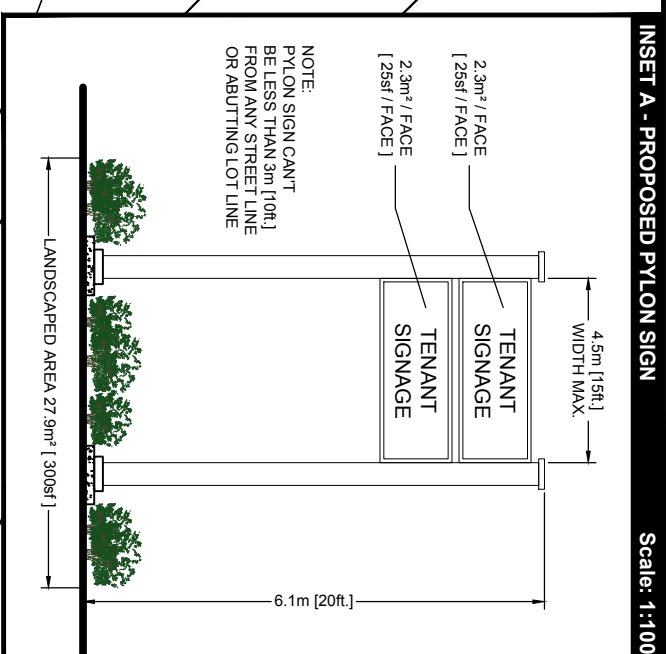 INSET A - PROPOSED PYLON SIGN
Scale: 1:100
4.5m [15ft.]
WIDTH MAX.
2.3m² / FACE
[ 25sf / FACE ]
TENANT
SIGNAGE
2.3m² / FACE
[ 25sf / FACE ]
TENANT
SIGNAGE
NOTE:
PYLON SIGN CAN'T
BE LESS THAN 3m [10ft.]
FROM ANY STREET LINE
OR ABUTTING LOT LINE
6.1m [20ft.]
LANDSCAPED AREA 27.9m² [ 300sf ]